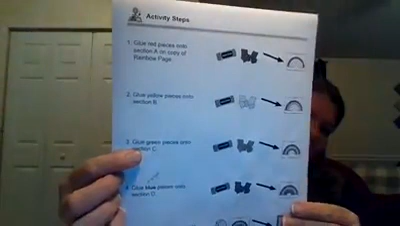 Activity Steps
1. Glue red pieces onto
section A on copy of
Rainbow Page.
2. Glue yellow pieces onto
section B.
3. Glue green pieces onto
section C.
4. Glue blue pieces onto
section D.